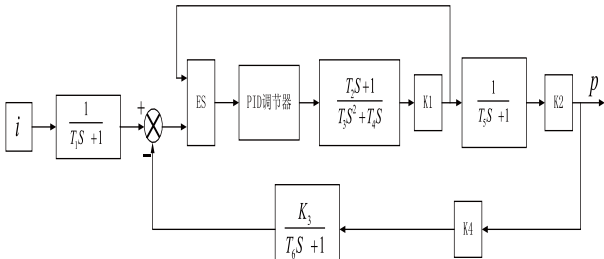 i
1
T₁S +1
+
-
ES
PID调节器
T₂S+1
T₃S²+T₄S
K1
1
T₅S +1
K2
p
K₃
T₆S +1
K4